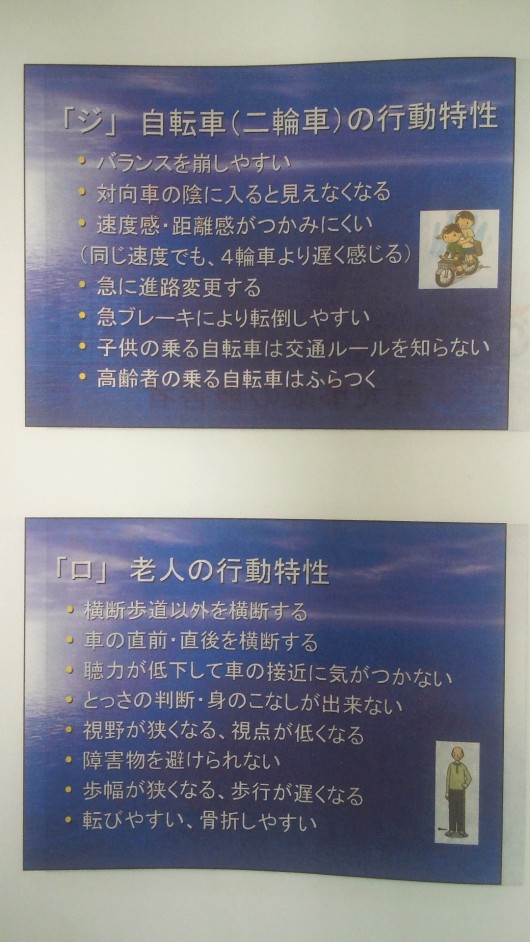 「ジ」 自転車(二輪車)の行動特性
• バランスを崩しやすい
• 対向車の陰に入ると見えなくなる
• 速度感・距離感がつかみにくい
(同じ速度でも、4輪車より遅く感じる)
• 急に進路変更する
• 急ブレーキにより転倒しやすい
• 子供の乗る自転車は交通ルールを知らない
• 高齢者の乗る自転車はふらつく
「ロ」 老人の行動特性
• 横断歩道以外を横断する
• 車の直前・直後を横断する
• 聴力が低下して車の接近に気がつかない
• とっさの判断・身のこなしが出来ない
• 視野が狭くなる、視点が低くなる
• 障害物を避けられない
• 歩幅が狭くなる、歩行が遅くなる
• 転びやすい、骨折しやすい